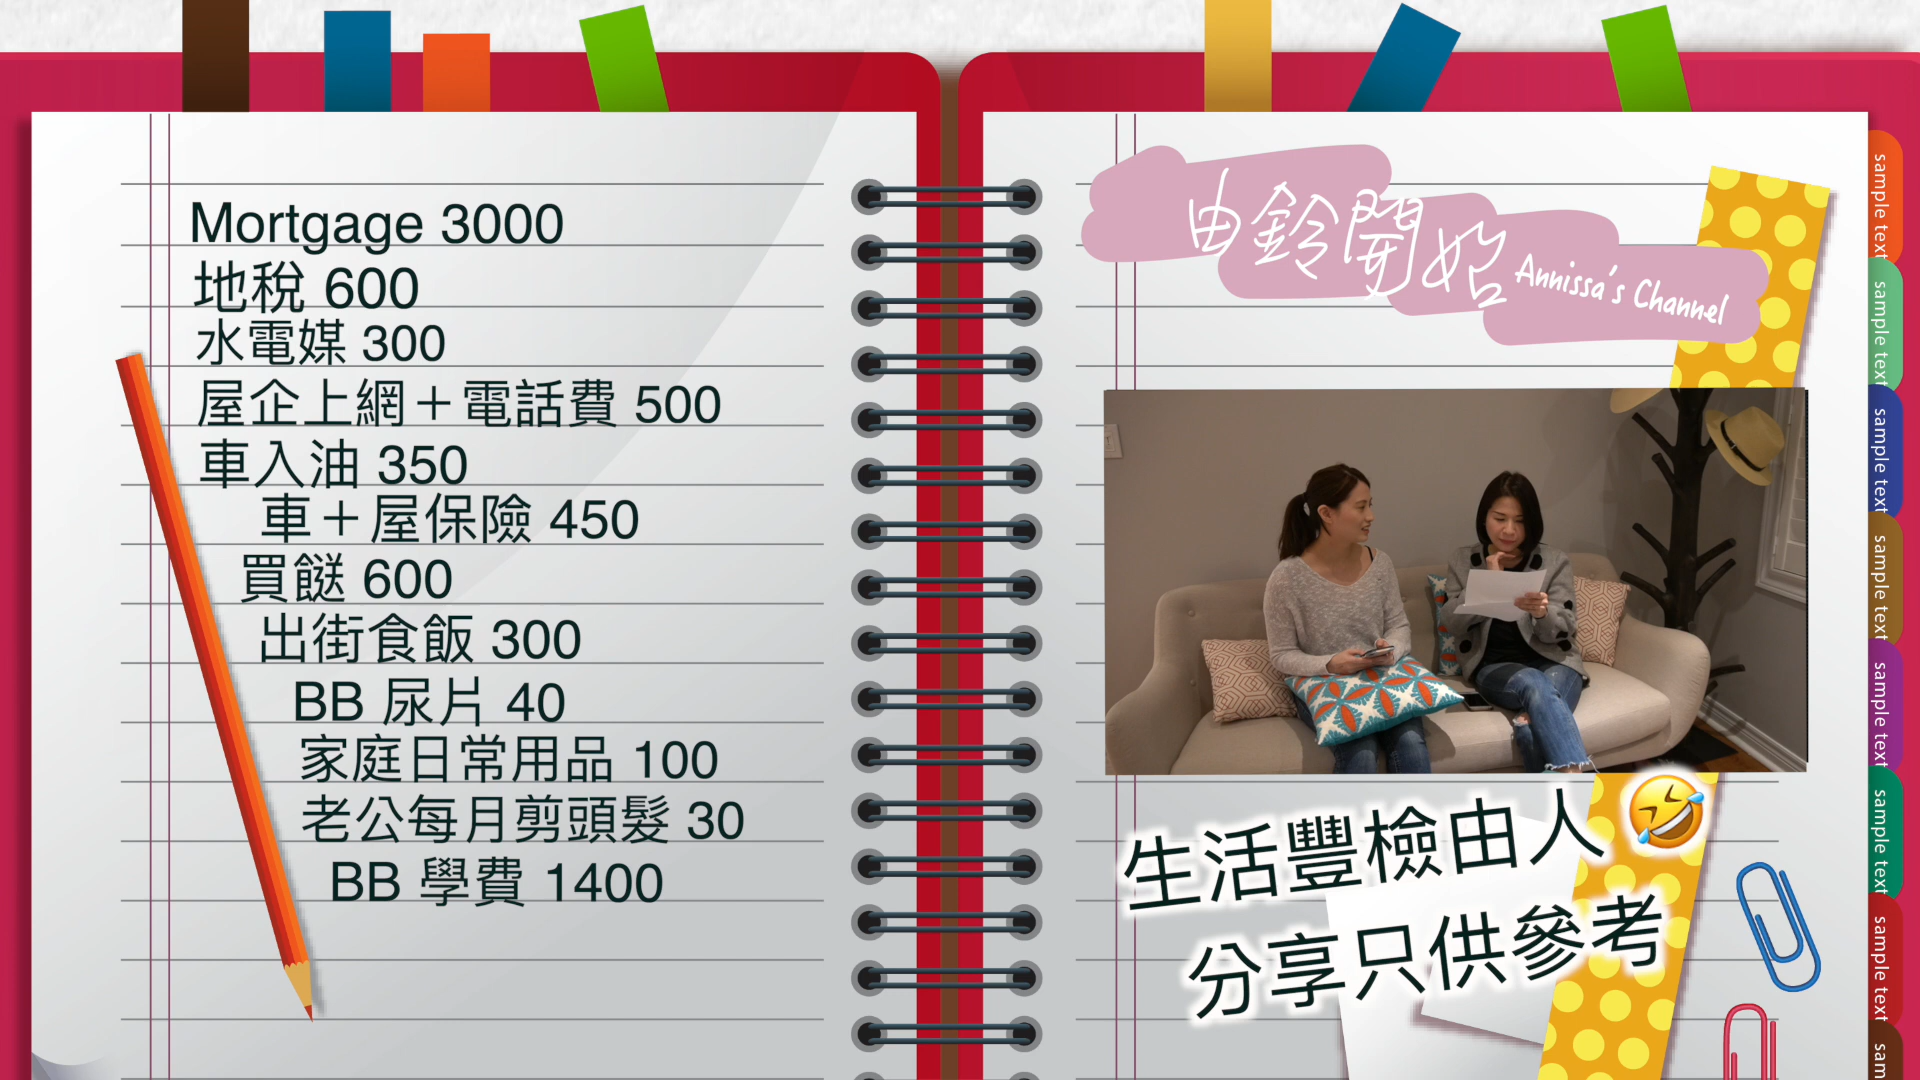 Mortgage 3000
地稅 600
水電媒 300
屋企上網＋電話費 500
車入油 350
車＋屋保險 450
買餸 600
出街食飯 300
BB 尿片 40
家庭日常用品 100
老公每月剪頭髮 30
BB 學費 1400
由鈴開始 Annissa's Channel
生活豐檢由人🤣
分享只供參考
sample text
sample text
sample text
sample text
sample text
sample text
sample text
sam